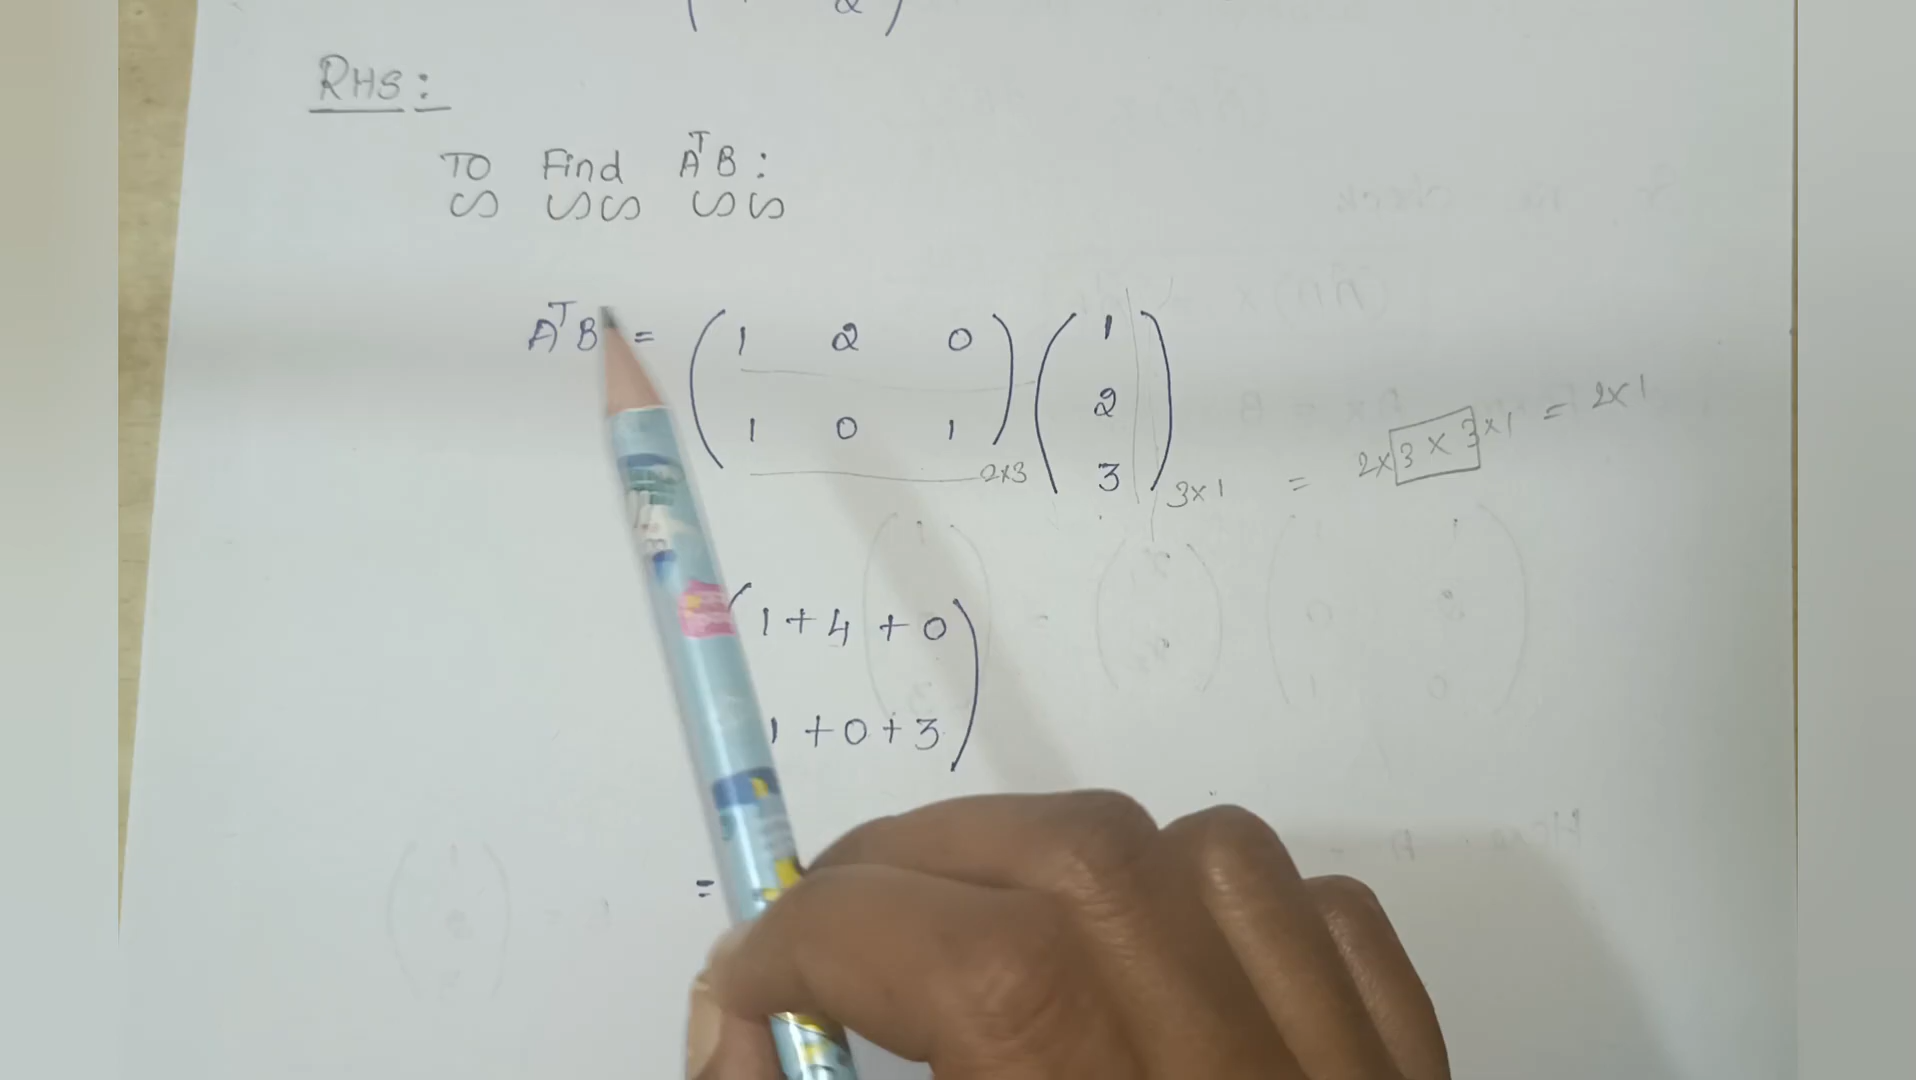 2
RHS:
TO Find AᵀB:
AᵀB = ( 1 2 0 ) ( 1
2
1 0 1 ) 2x3 3 ) 3x1 = 2x 3 x 3 x1 = 2x1
( 1 + 4 + 0 )
1 + 0 + 3
=